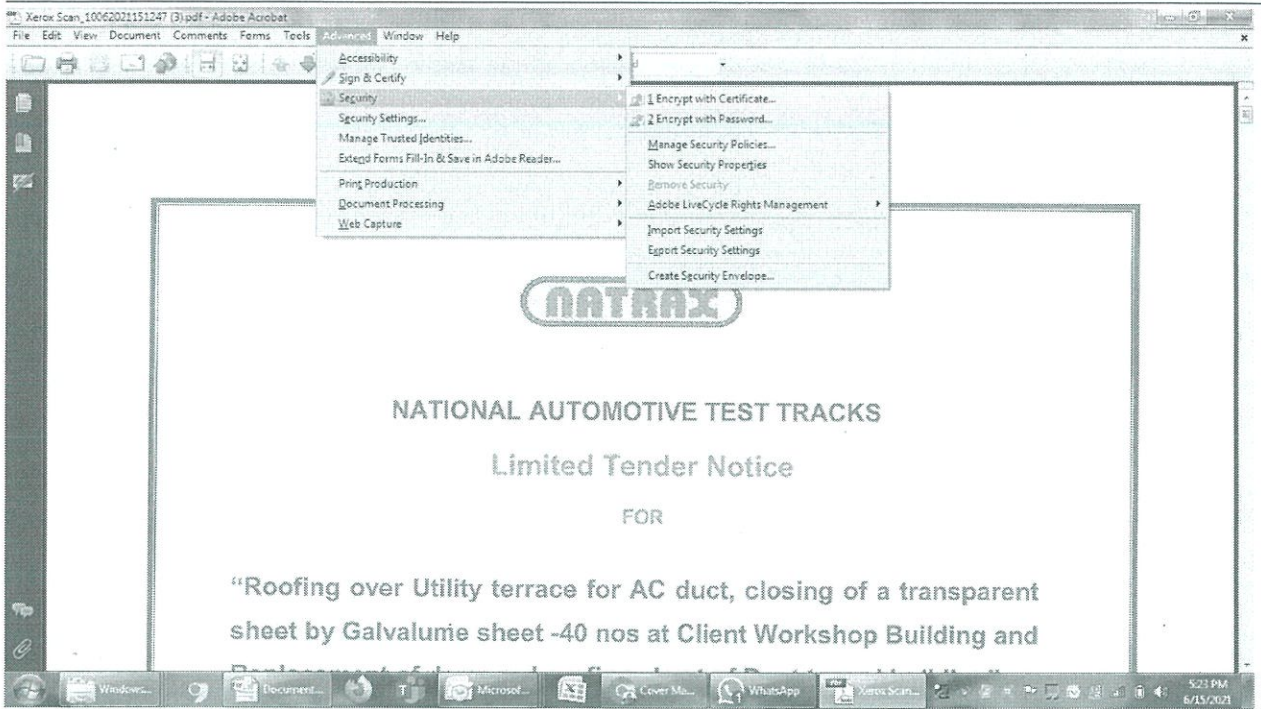 Xerox Scan_10062021151247 (3).pdf - Adobe Acrobat
File Edit View Document Comments Forms Tools Advanced Window Help
Accessibility
Sign & Certify
Security
Security Settings...
Manage Trusted Identities...
Extend Forms Fill-In & Save in Adobe Reader...
Print Production
Document Processing
Web Capture
1 Encrypt with Certificate...
2 Encrypt with Password...
Manage Security Policies...
Show Security Properties
Remove Security
Adobe LiveCycle Rights Management
Import Security Settings
Export Security Settings
Create Security Envelope...
NATRAX
NATIONAL AUTOMOTIVE TEST TRACKS
Limited Tender Notice
FOR
“Roofing over Utility terrace for AC duct, closing of a transparent
sheet by Galvalume sheet -40 nos at Client Workshop Building and
Windows... Document... Microsof... Cover Ma... WhatsApp Xerox Scan... 5:23 PM
6/15/2021